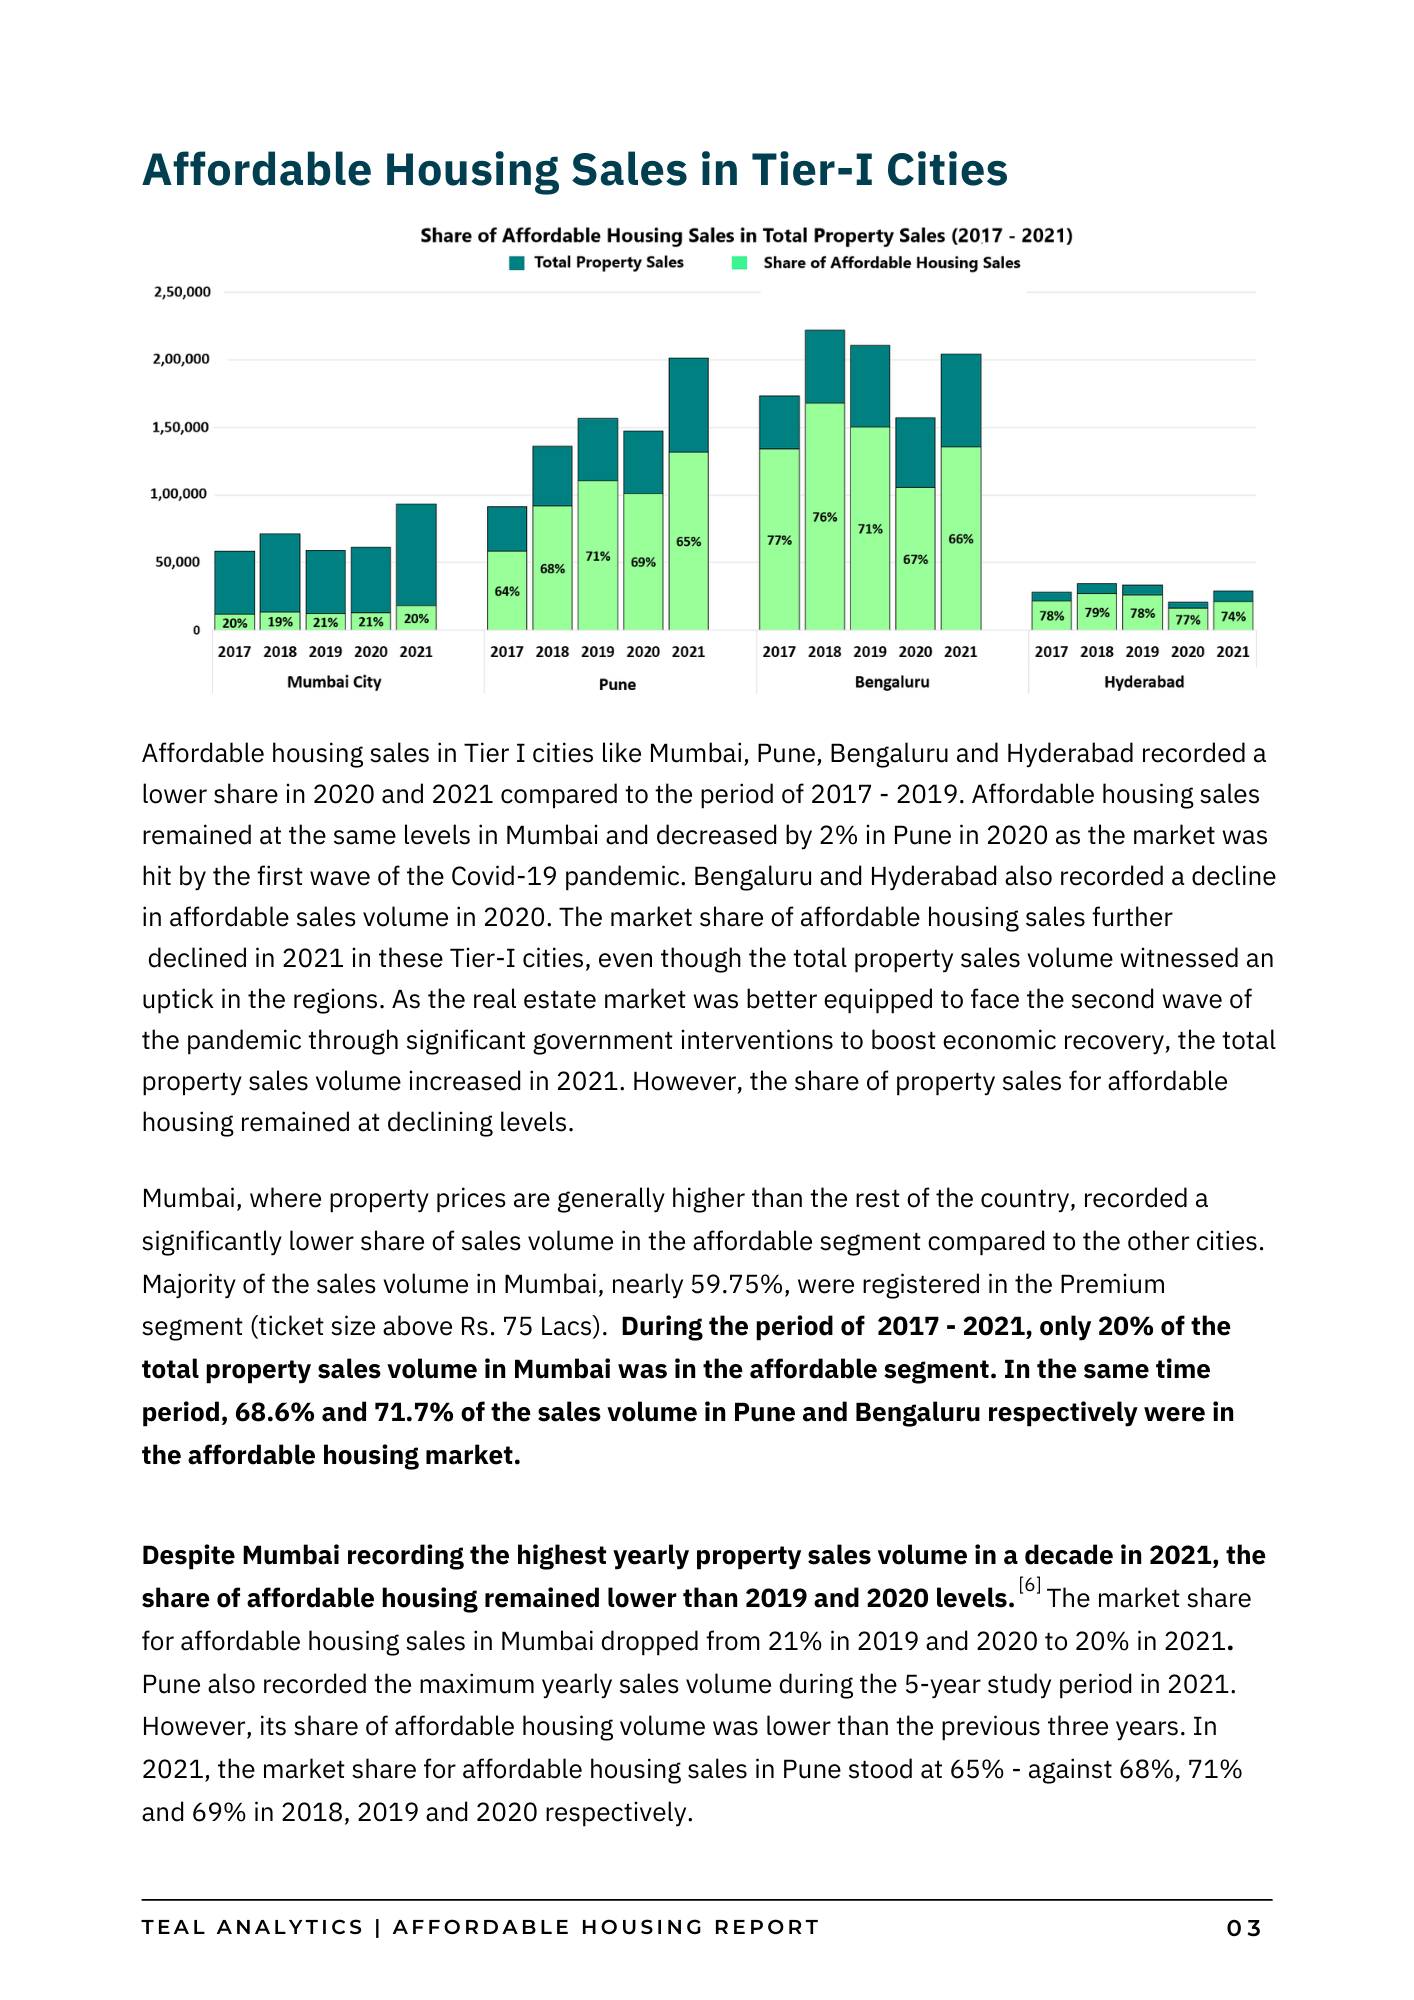 Affordable Housing Sales in Tier-I Cities
Share of Affordable Housing Sales in Total Property Sales (2017 - 2021)
Total Property Sales Share of Affordable Housing Sales
2,50,000
2,00,000
1,50,000
1,00,000
50,000
0
20% 19% 21% 21% 20%
64% 68% 71% 69% 65%
77% 76% 71% 67% 66%
78% 79% 78% 77% 74%
2017 2018 2019 2020 2021 2017 2018 2019 2020 2021 2017 2018 2019 2020 2021 2017 2018 2019 2020 2021
Mumbai City Pune Bengaluru Hyderabad
Affordable housing sales in Tier I cities like Mumbai, Pune, Bengaluru and Hyderabad recorded a
lower share in 2020 and 2021 compared to the period of 2017 - 2019. Affordable housing sales
remained at the same levels in Mumbai and decreased by 2% in Pune in 2020 as the market was
hit by the first wave of the Covid-19 pandemic. Bengaluru and Hyderabad also recorded a decline
in affordable sales volume in 2020. The market share of affordable housing sales further
declined in 2021 in these Tier-I cities, even though the total property sales volume witnessed an
uptick in the regions. As the real estate market was better equipped to face the second wave of
the pandemic through significant government interventions to boost economic recovery, the total
property sales volume increased in 2021. However, the share of property sales for affordable
housing remained at declining levels.
Mumbai, where property prices are generally higher than the rest of the country, recorded a
significantly lower share of sales volume in the affordable segment compared to the other cities.
Majority of the sales volume in Mumbai, nearly 59.75%, were registered in the Premium
segment (ticket size above Rs. 75 Lacs). During the period of 2017 - 2021, only 20% of the
total property sales volume in Mumbai was in the affordable segment. In the same time
period, 68.6% and 71.7% of the sales volume in Pune and Bengaluru respectively were in
the affordable housing market.
Despite Mumbai recording the highest yearly property sales volume in a decade in 2021, the
share of affordable housing remained lower than 2019 and 2020 levels. [6] The market share
for affordable housing sales in Mumbai dropped from 21% in 2019 and 2020 to 20% in 2021.
Pune also recorded the maximum yearly sales volume during the 5-year study period in 2021.
However, its share of affordable housing volume was lower than the previous three years. In
2021, the market share for affordable housing sales in Pune stood at 65% - against 68%, 71%
and 69% in 2018, 2019 and 2020 respectively.
TEAL ANALYTICS | AFFORDABLE HOUSING REPORT 03